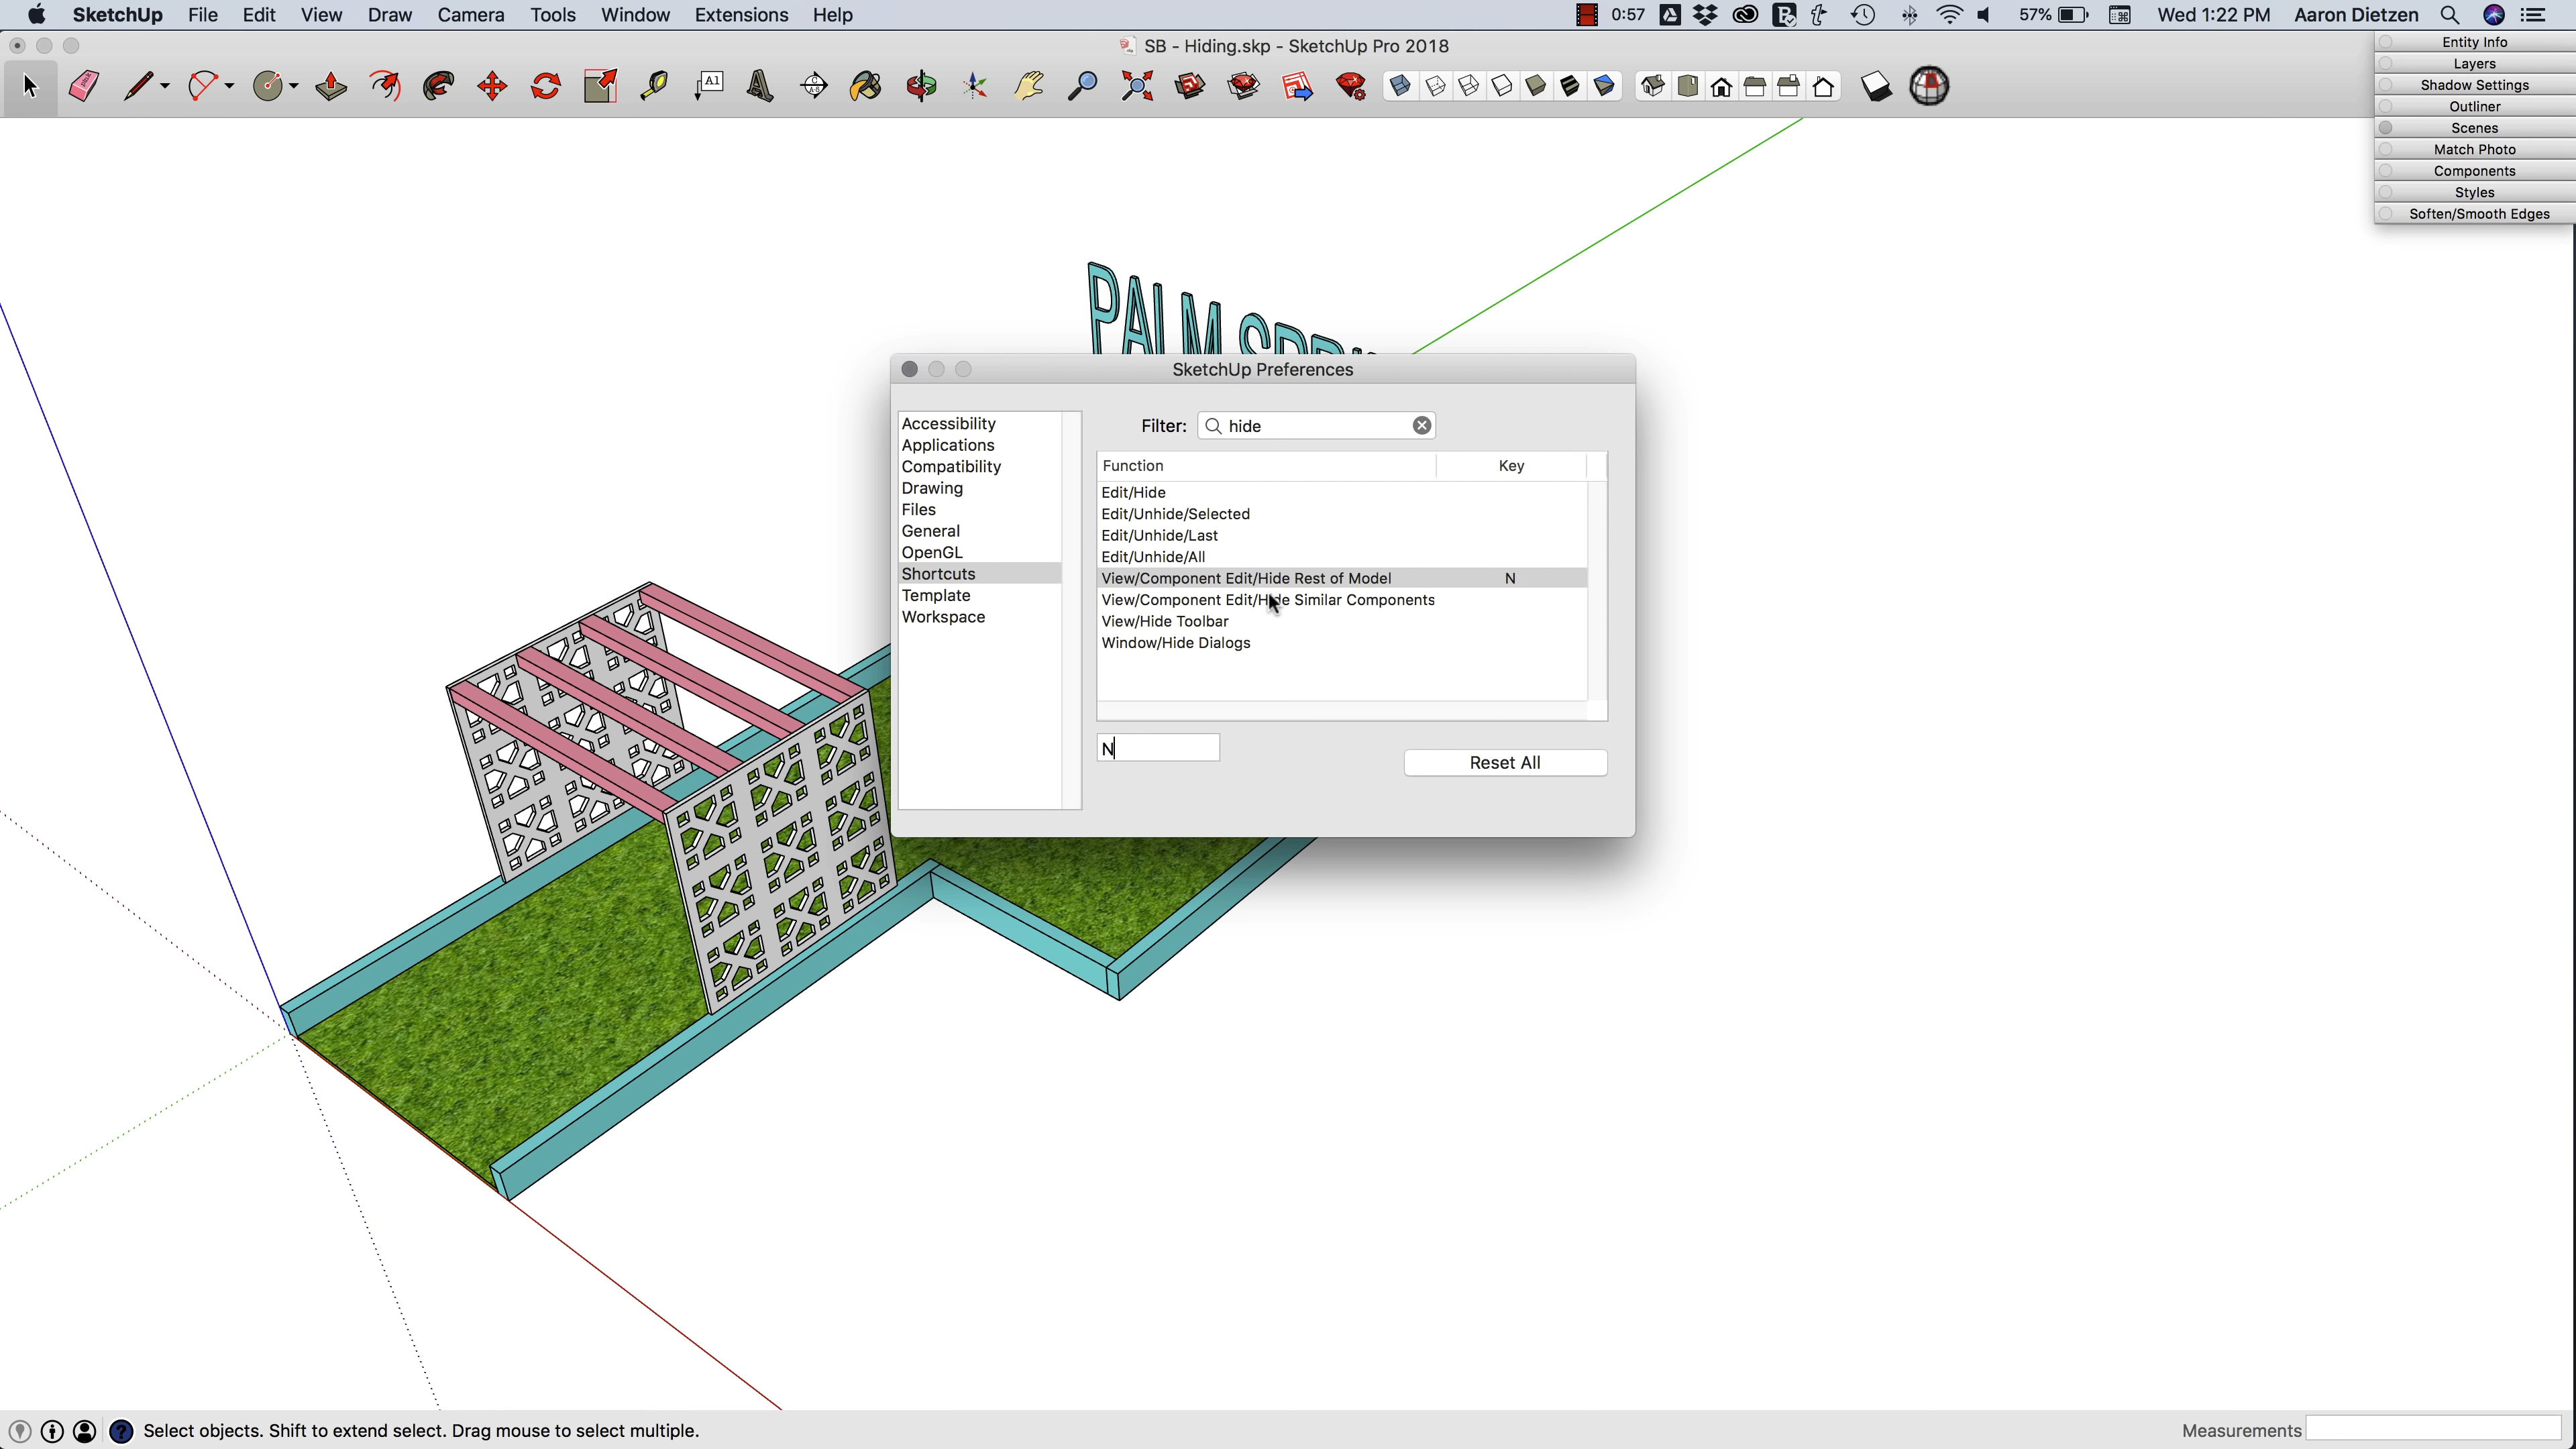 SketchUp File Edit View Draw Camera Tools Window Extensions Help 0:57 57% Wed 1:22 PM Aaron Dietzen
SB - Hiding.skp - SketchUp Pro 2018
Entity Info
Layers
Shadow Settings
Outliner
Scenes
Match Photo
Components
Styles
Soften/Smooth Edges
A1
PALM SPRI
SketchUp Preferences
Accessibility
Applications
Compatibility
Drawing
Files
General
OpenGL
Shortcuts
Template
Workspace
Filter: hide
Function Key
Edit/Hide
Edit/Unhide/Selected
Edit/Unhide/Last
Edit/Unhide/All
View/Component Edit/Hide Rest of Model N
View/Component Edit/Hide Similar Components
View/Hide Toolbar
Window/Hide Dialogs
N
Reset All
Select objects. Shift to extend select. Drag mouse to select multiple.
Measurements